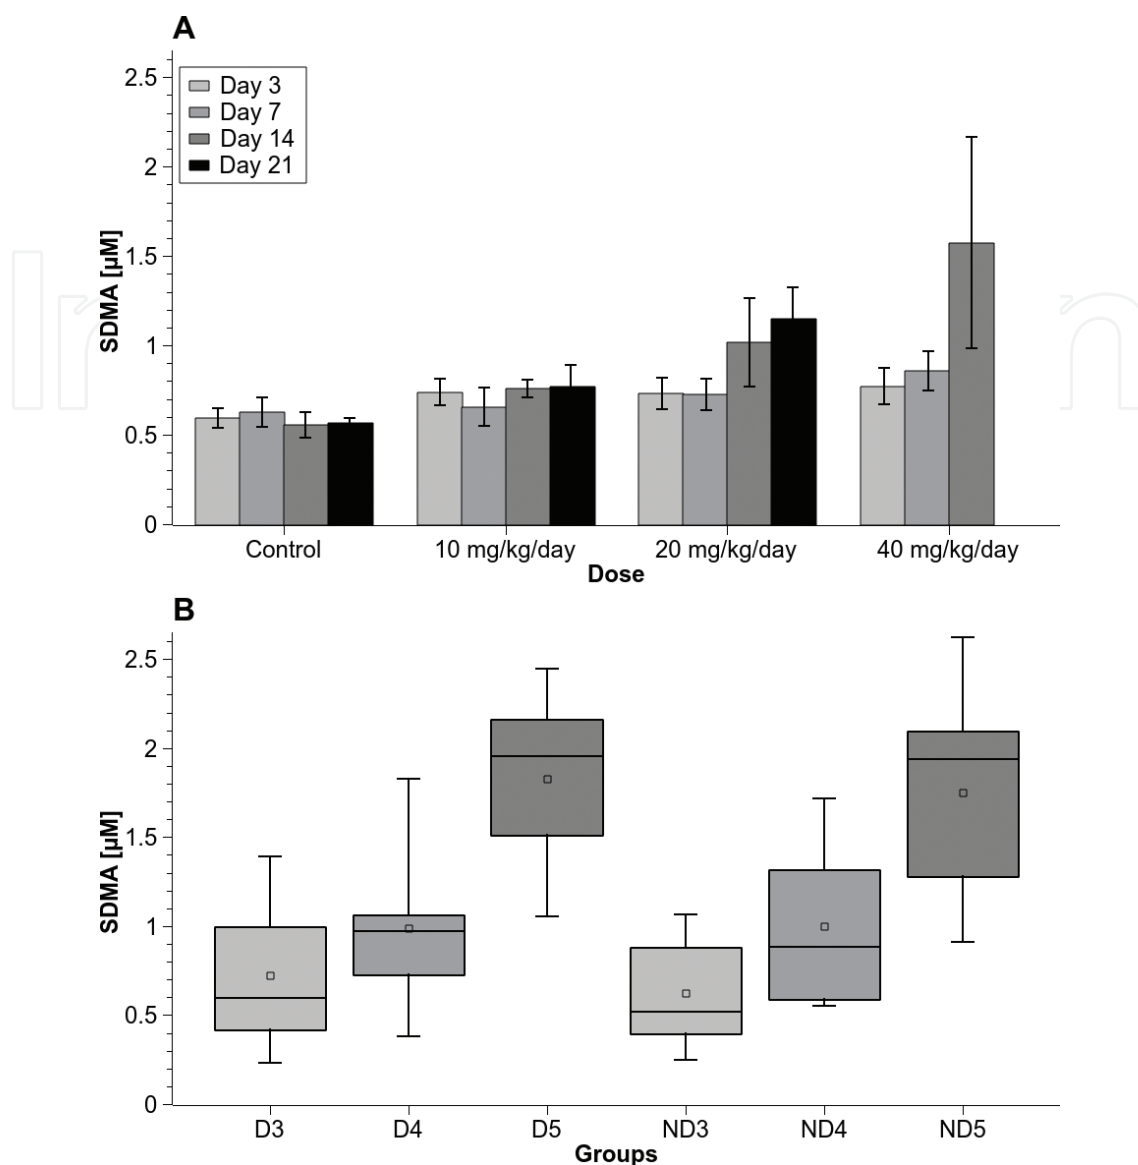 A
2.5
2
1.5
1
0.5
0
SDMA [µM]
Day 3
Day 7
Day 14
Day 21
Control
10 mg/kg/day
20 mg/kg/day
40 mg/kg/day
Dose
B
2.5
2
1.5
1
0.5
0
SDMA [µM]
D3
D4
D5
ND3
ND4
ND5
Groups